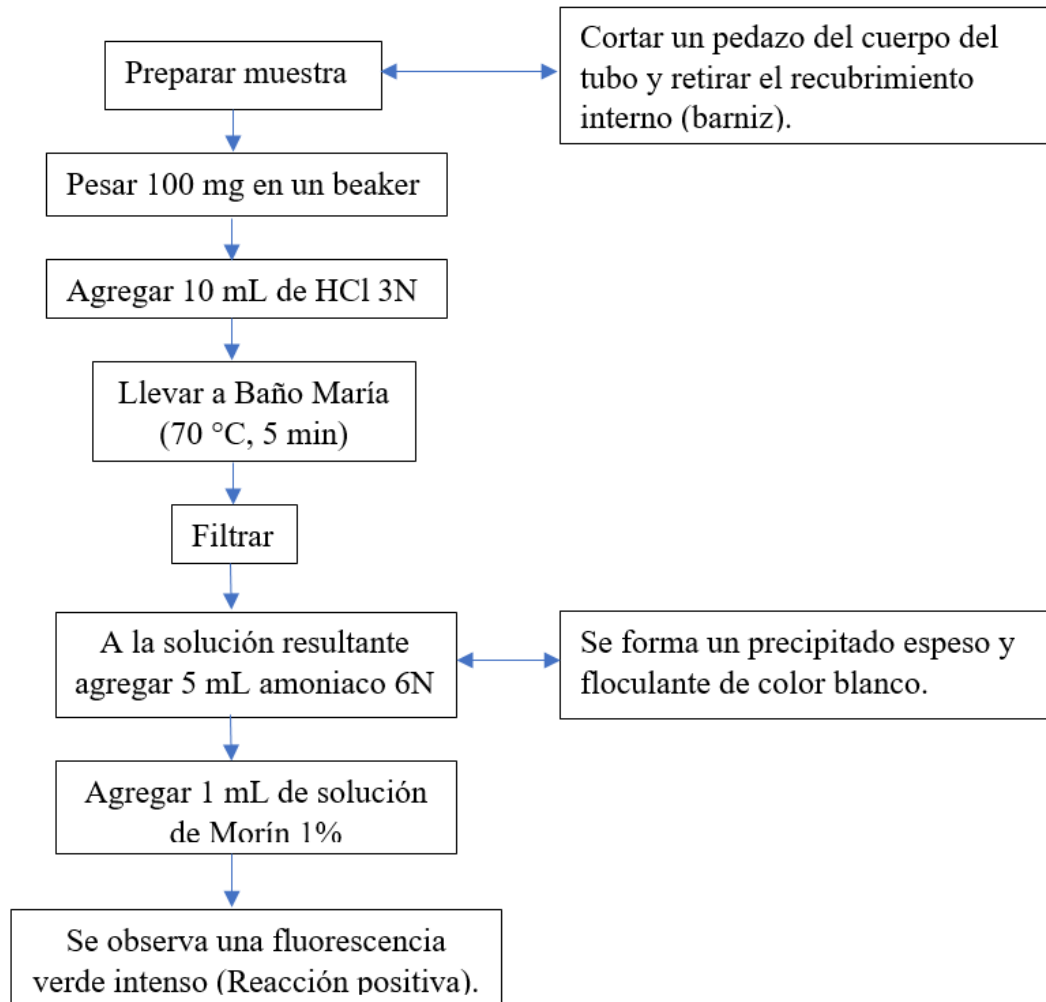 Preparar muestra
Cortar un pedazo del cuerpo del
tubo y retirar el recubrimiento
interno (barniz).
Pesar 100 mg en un beaker
Agregar 10 mL de HCl 3N
Llevar a Baño María
(70 °C, 5 min)
Filtrar
A la solución resultante
agregar 5 mL amoniaco 6N
Se forma un precipitado espeso y
floculante de color blanco.
Agregar 1 mL de solución
de Morín 1%
Se observa una fluorescencia
verde intenso (Reacción positiva).